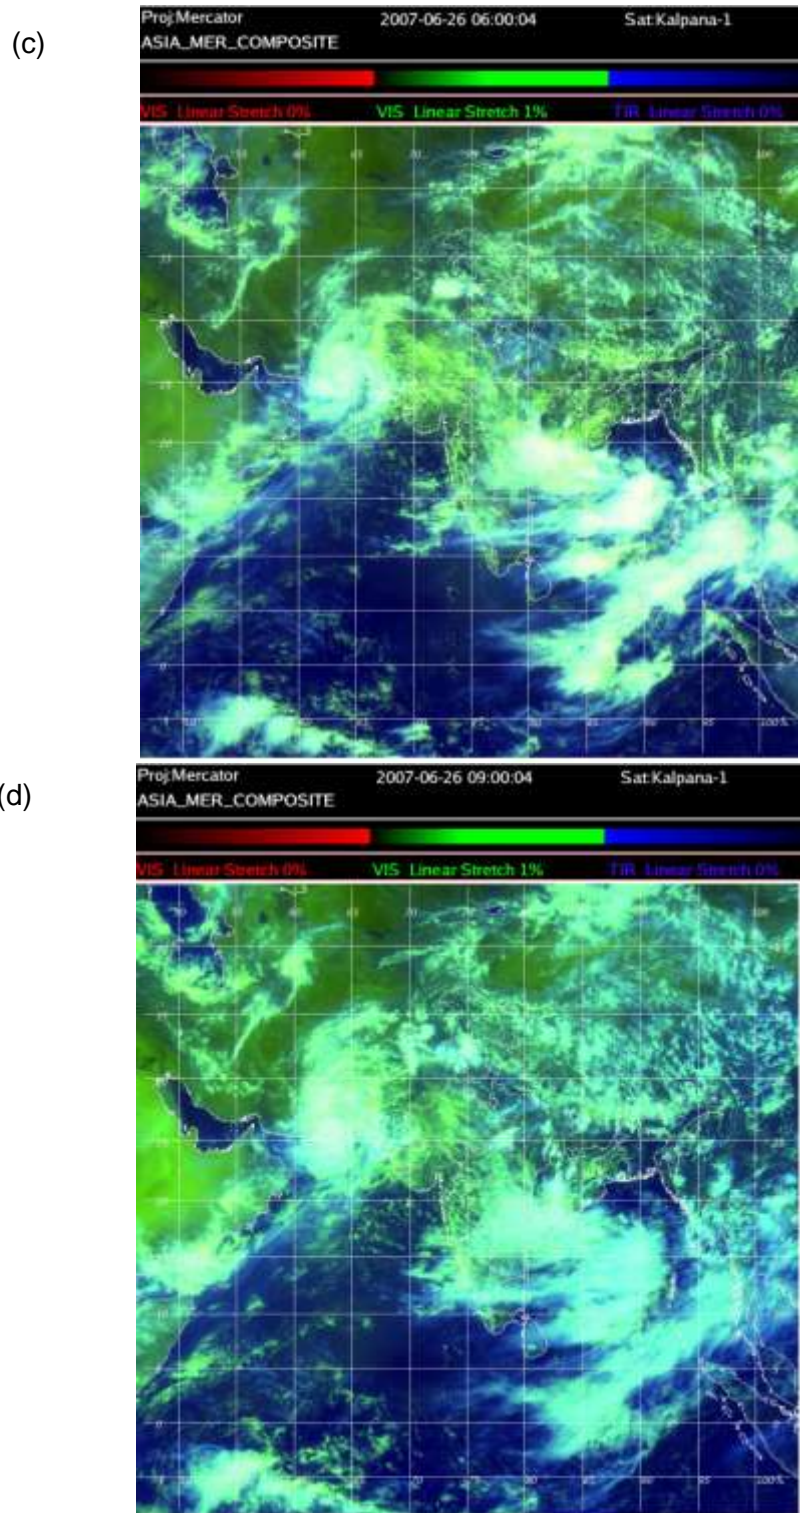 (c)
Proj:Mercator 2007-06-26 06:00:04 Sat:Kalpana-1
ASIA_MER_COMPOSITE
VIS Linear Stretch 0% VIS Linear Stretch 1% TIR Linear Stretch 0%
(d)
Proj:Mercator 2007-06-26 09:00:04 Sat:Kalpana-1
ASIA_MER_COMPOSITE
VIS Linear Stretch 0% VIS Linear Stretch 1% TIR Linear Stretch 0%